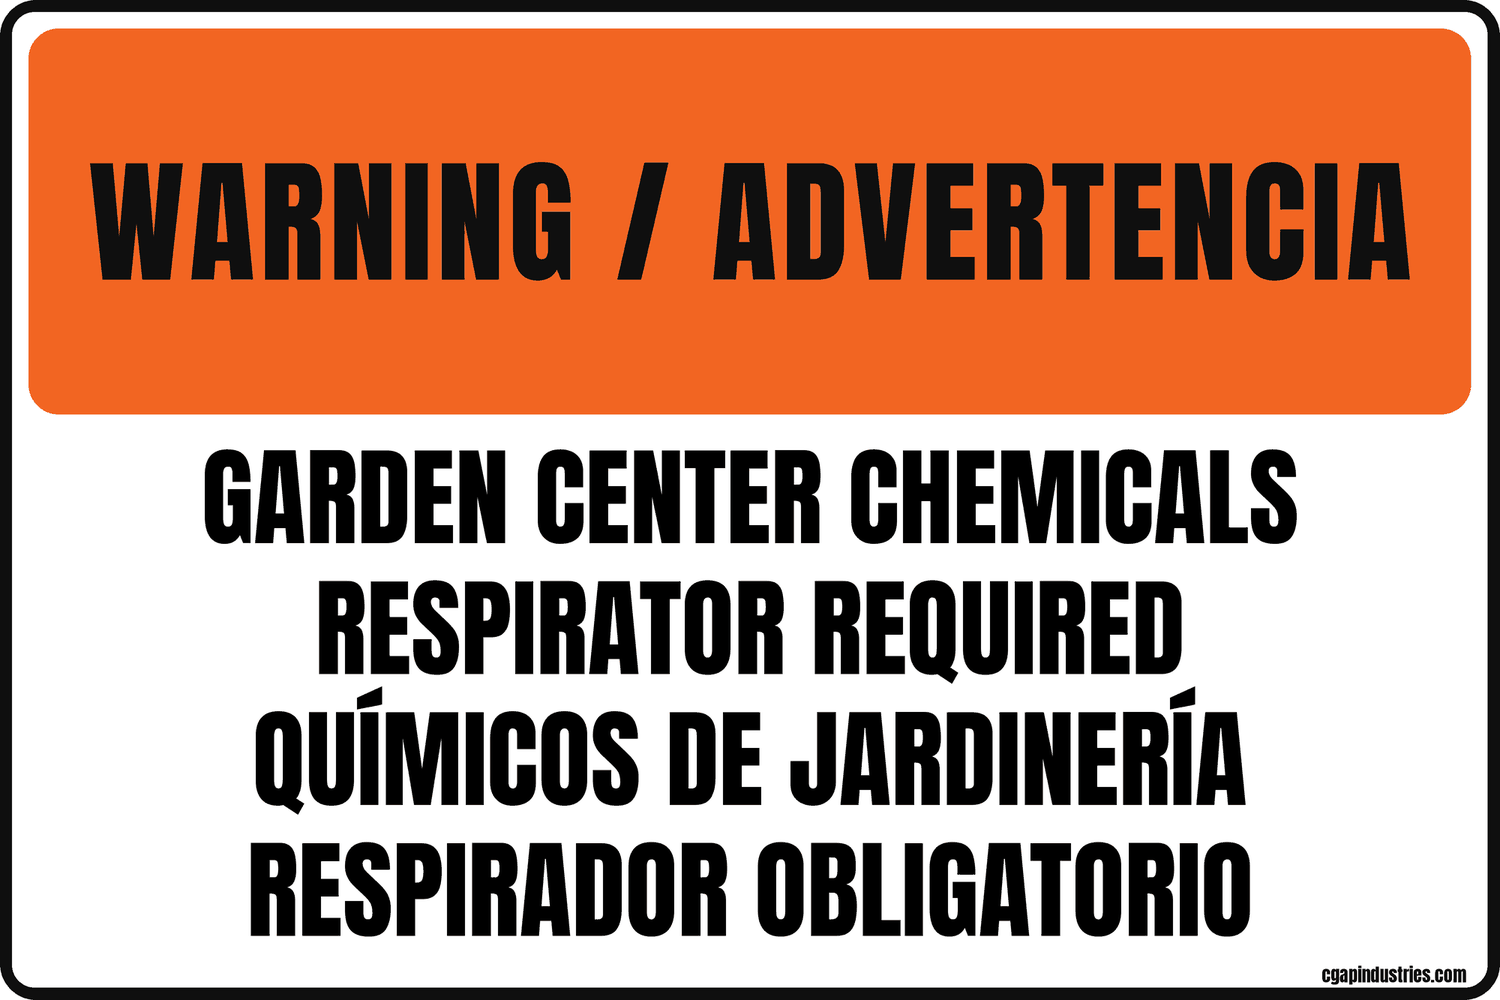 WARNING / ADVERTENCIA
GARDEN CENTER CHEMICALS
RESPIRATOR REQUIRED
QUÍMICOS DE JARDINERÍA
RESPIRADOR OBLIGATORIO
cgapindustries.com